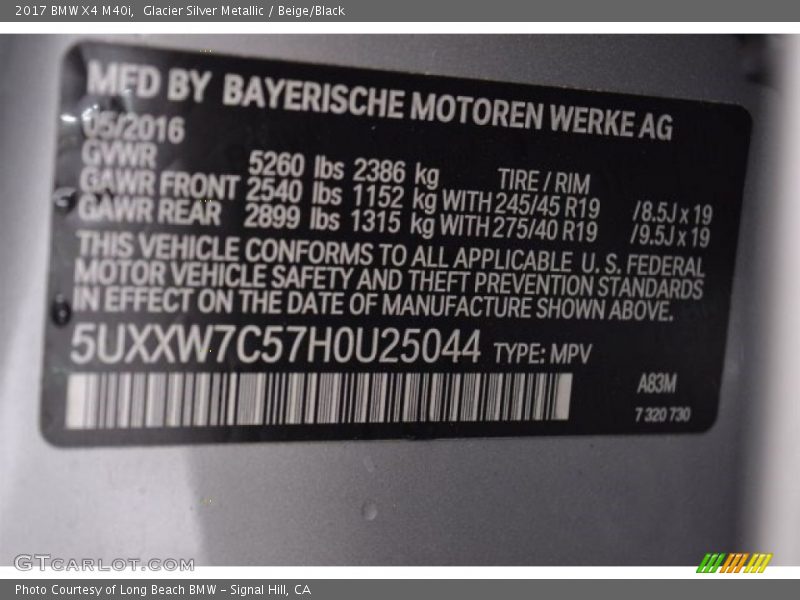 2017 BMW X4 M40i, Glacier Silver Metallic / Beige/Black
MFD BY BAYERISCHE MOTOREN WERKE AG
05/2016
GVWR 5260 lbs 2386 kg TIRE / RIM
GAWR FRONT 2540 lbs 1152 kg WITH 245/45 R19 /8.5J x 19
GAWR REAR 2899 lbs 1315 kg WITH 275/40 R19 /9.5J x 19
THIS VEHICLE CONFORMS TO ALL APPLICABLE U. S. FEDERAL
MOTOR VEHICLE SAFETY AND THEFT PREVENTION STANDARDS
IN EFFECT ON THE DATE OF MANUFACTURE SHOWN ABOVE.
5UXXW7C57H0U25044 TYPE: MPV
A83M
7 320 730
GTCARLOT.COM
Photo Courtesy of Long Beach BMW – Signal Hill, CA